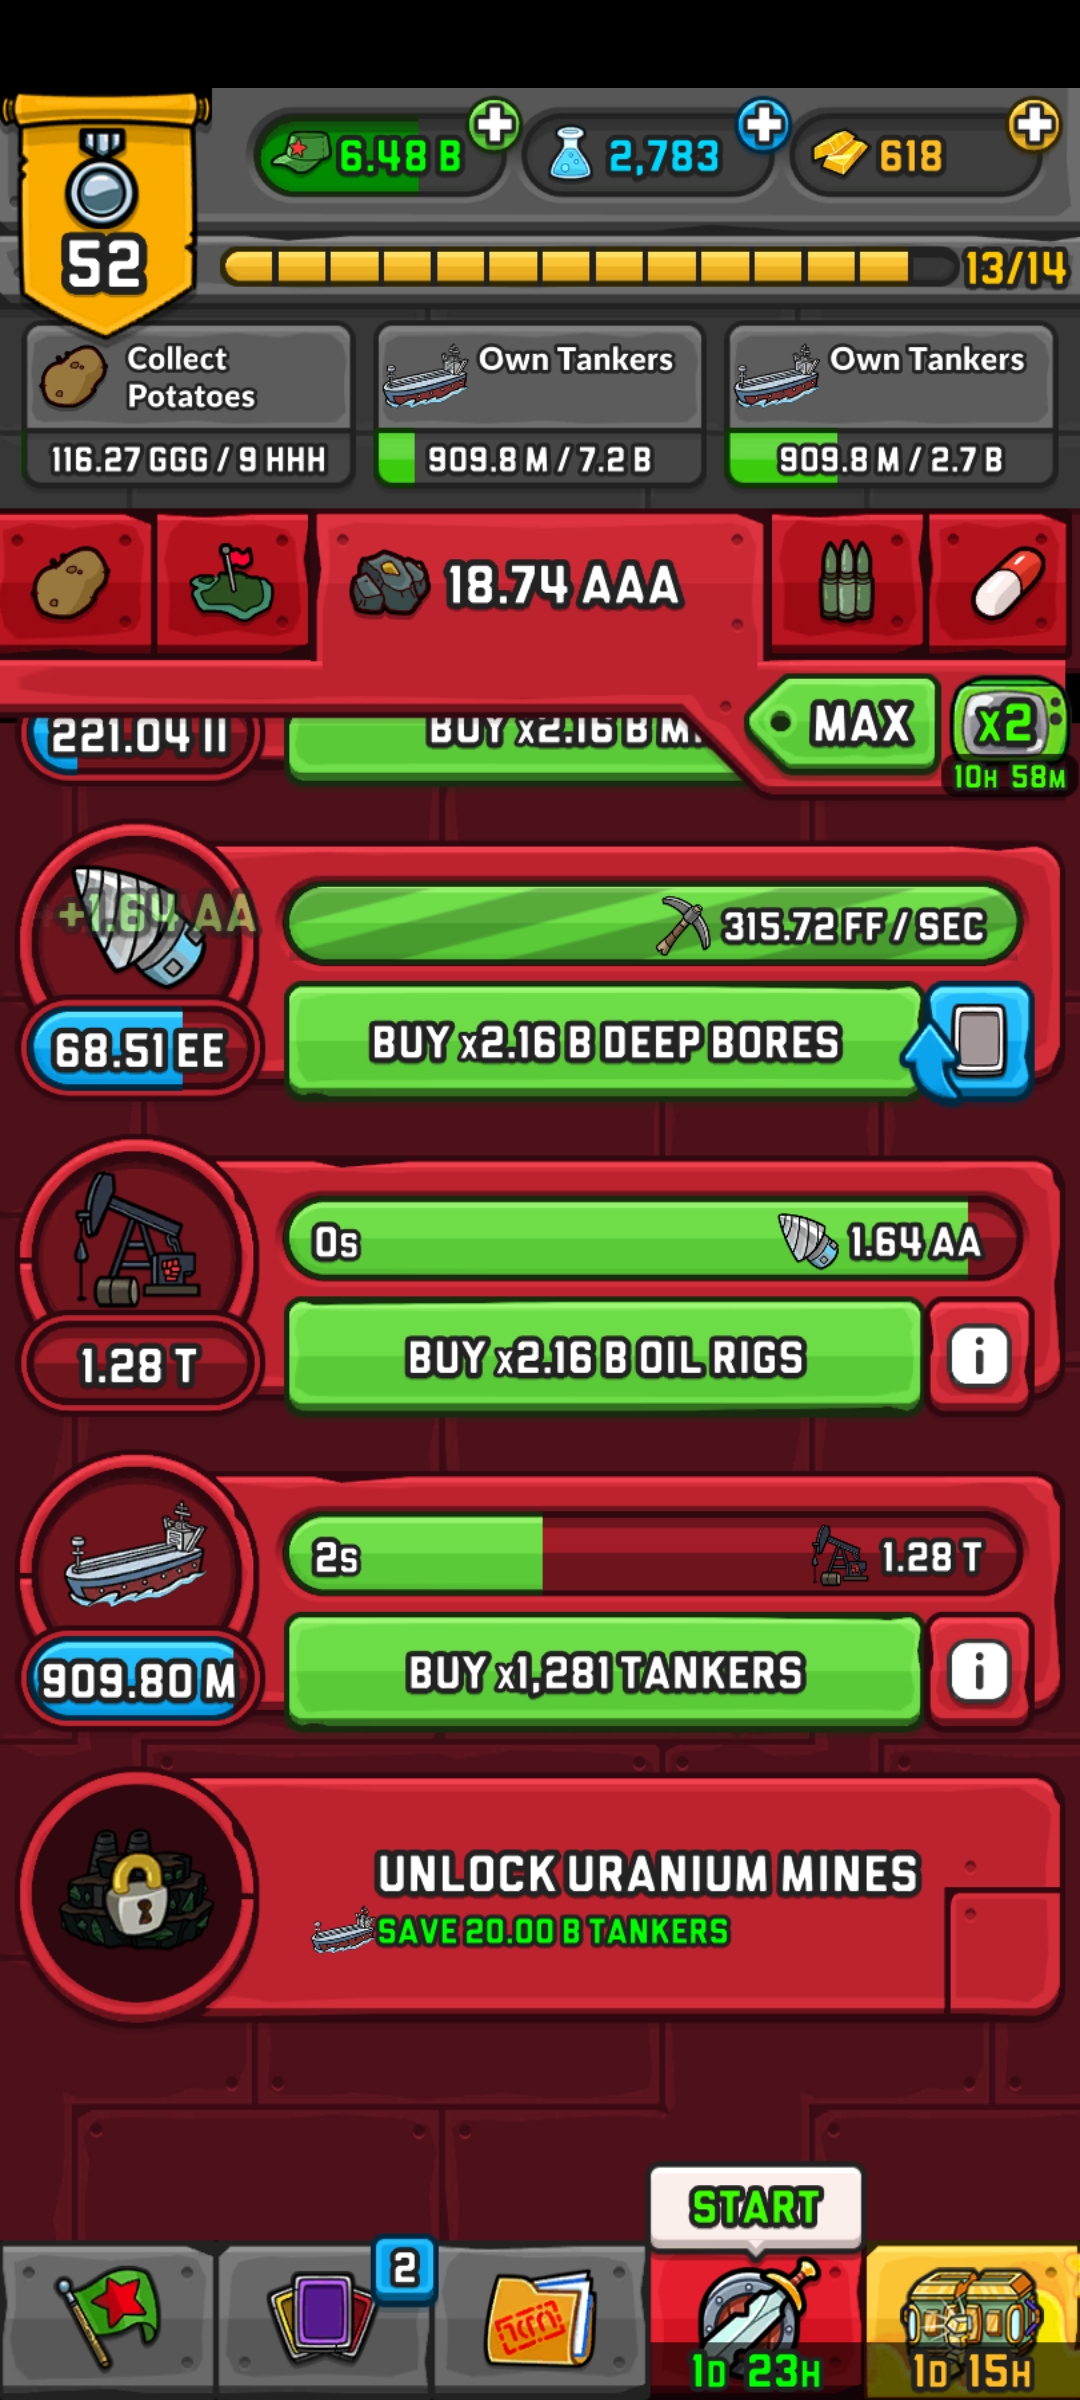 52
6.48 B
2,783
618
13/14
Collect
Potatoes
116.27 GGG / 9 HHH
Own Tankers
909.8 M / 7.2 B
Own Tankers
909.8 M / 2.7 B
18.74 AAA
MAX
x2
10H 58M
221.04 II
BUY x2.16 B M
+1.64 AA
315.72 FF / SEC
68.51 EE
BUY x2.16 B DEEP BORES
0s
1.64 AA
1.28 T
BUY x2.16 B OIL RIGS
i
2s
1.28 T
909.80 M
BUY x1,281 TANKERS
i
UNLOCK URANIUM MINES
SAVE 20.00 B TANKERS
START
2
1D 23H
1D 15H